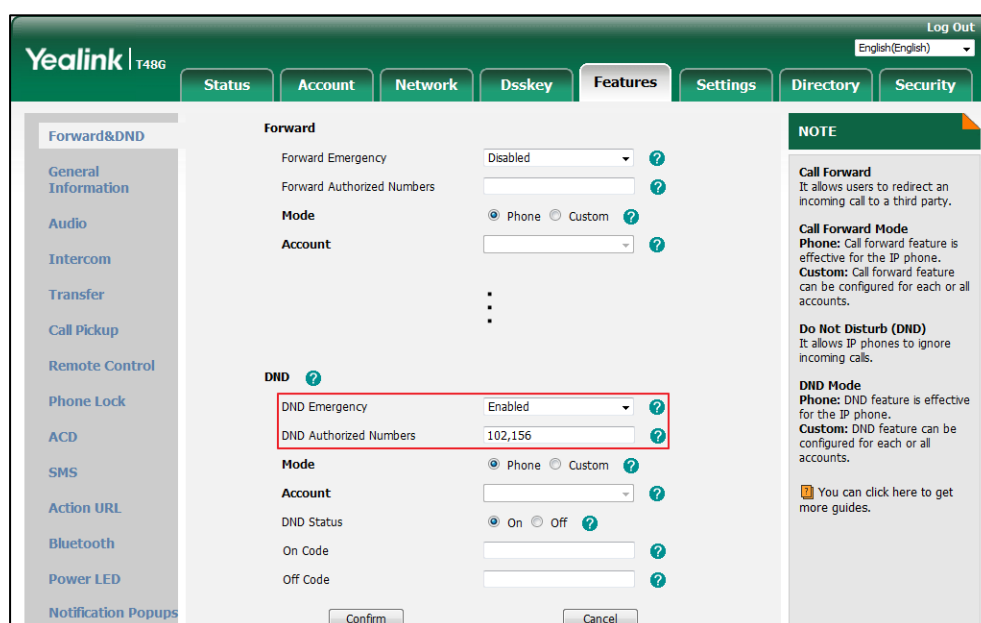 Log Out
English(English)
Yealink T48G
Status Account Network Dsskey Features Settings Directory Security
Forward&DND
General
Information
Audio
Intercom
Transfer
Call Pickup
Remote Control
Phone Lock
ACD
SMS
Action URL
Bluetooth
Power LED
Notification Popups
Forward
Forward Emergency Disabled ?
Forward Authorized Numbers ?
Mode Phone Custom ?
Account ?
DND ?
DND Emergency Enabled ?
DND Authorized Numbers 102,156 ?
Mode Phone Custom ?
Account ?
DND Status On Off ?
On Code ?
Off Code ?
Confirm Cancel
NOTE
Call Forward
It allows users to redirect an
incoming call to a third party.
Call Forward Mode
Phone: Call forward feature is
effective for the IP phone.
Custom: Call forward feature
can be configured for each or all
accounts.
Do Not Disturb (DND)
It allows IP phones to ignore
incoming calls.
DND Mode
Phone: DND feature is effective
for the IP phone.
Custom: DND feature can be
configured for each or all
accounts.
? You can click here to get
more guides.